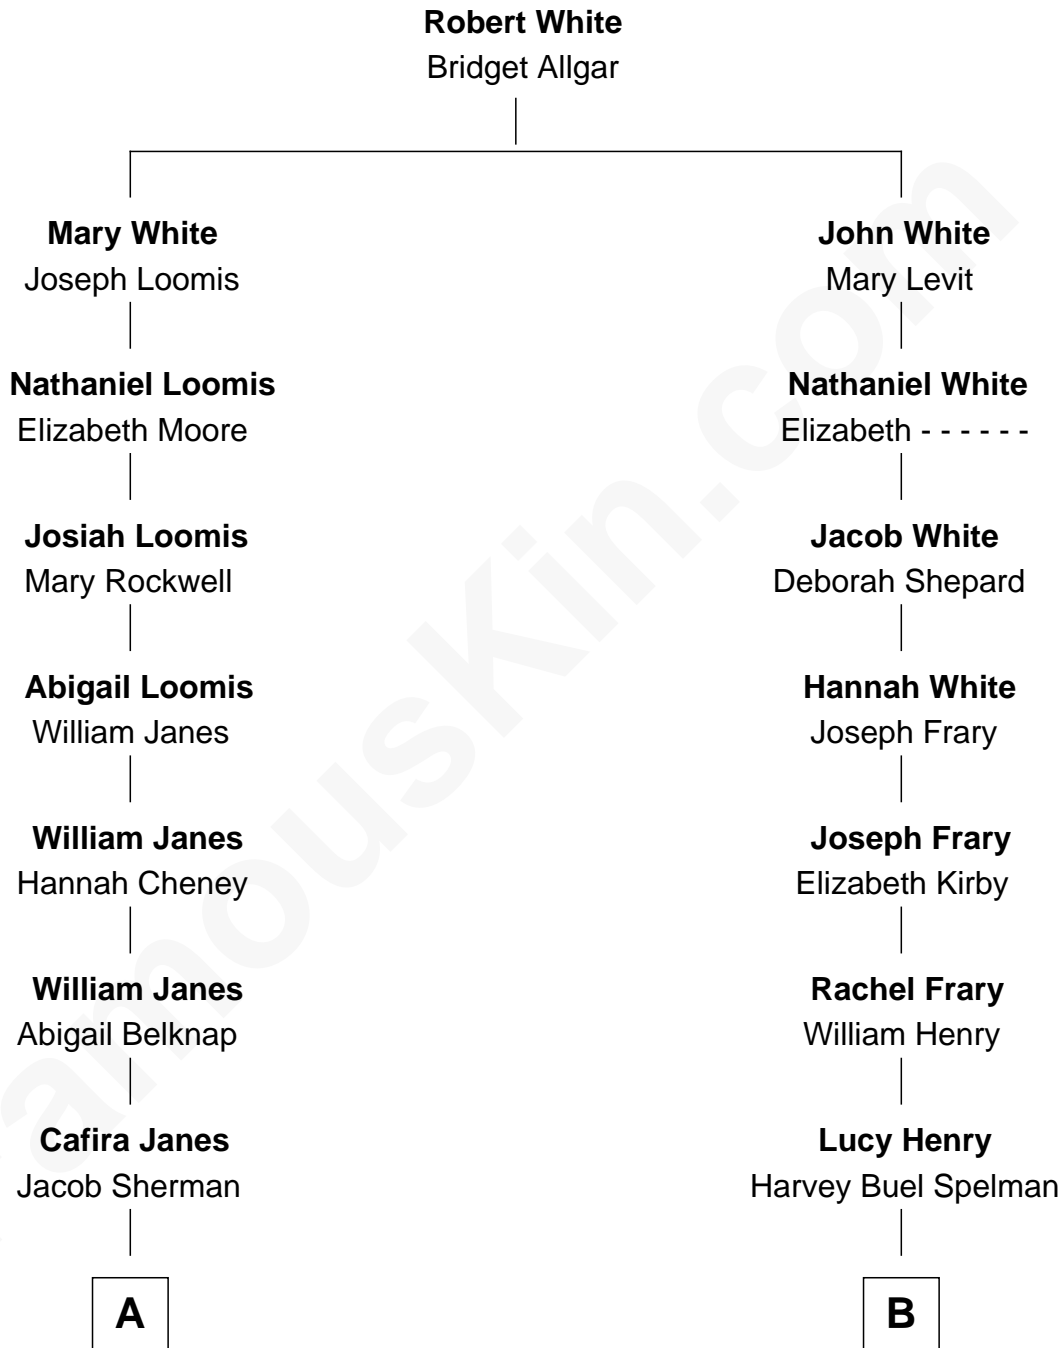 Robert White
Bridget Allgar
Mary White
Joseph Loomis
John White
Mary Levit
Nathaniel Loomis
Elizabeth Moore
Nathaniel White
Elizabeth - - - - - -
Josiah Loomis
Mary Rockwell
Jacob White
Deborah Shepard
Abigail Loomis
William Janes
Hannah White
Joseph Frary
William Janes
Hannah Cheney
Joseph Frary
Elizabeth Kirby
William Janes
Abigail Belknap
Rachel Frary
William Henry
Cafira Janes
Jacob Sherman
Lucy Henry
Harvey Buel Spelman
A
B
amouskin.com